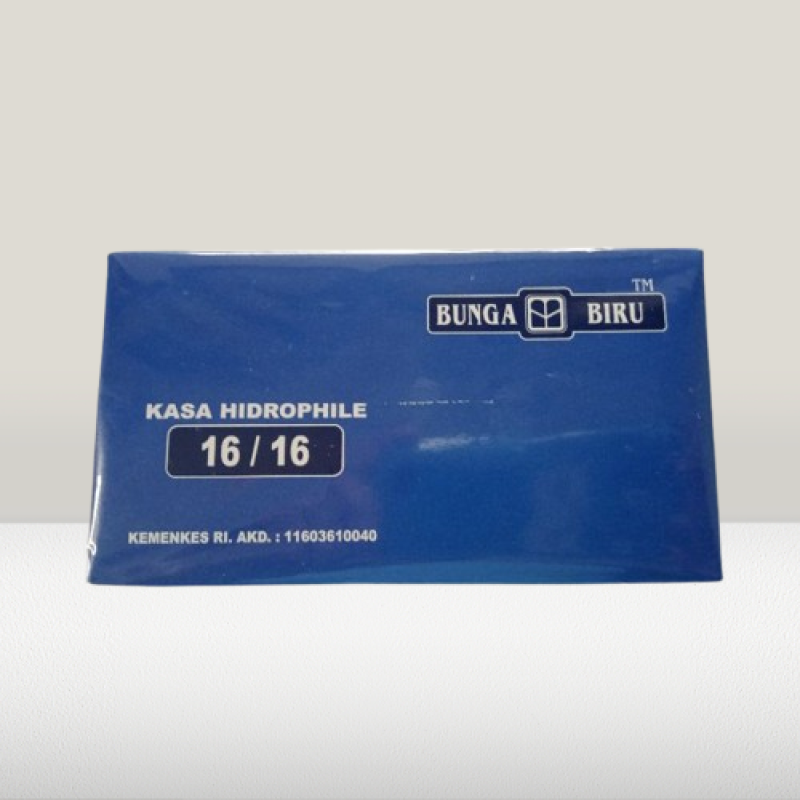 BUNGA BIRU TM
KASA HIDROPHILE
16 / 16
KEMENKES RI. AKD. : 11603610040